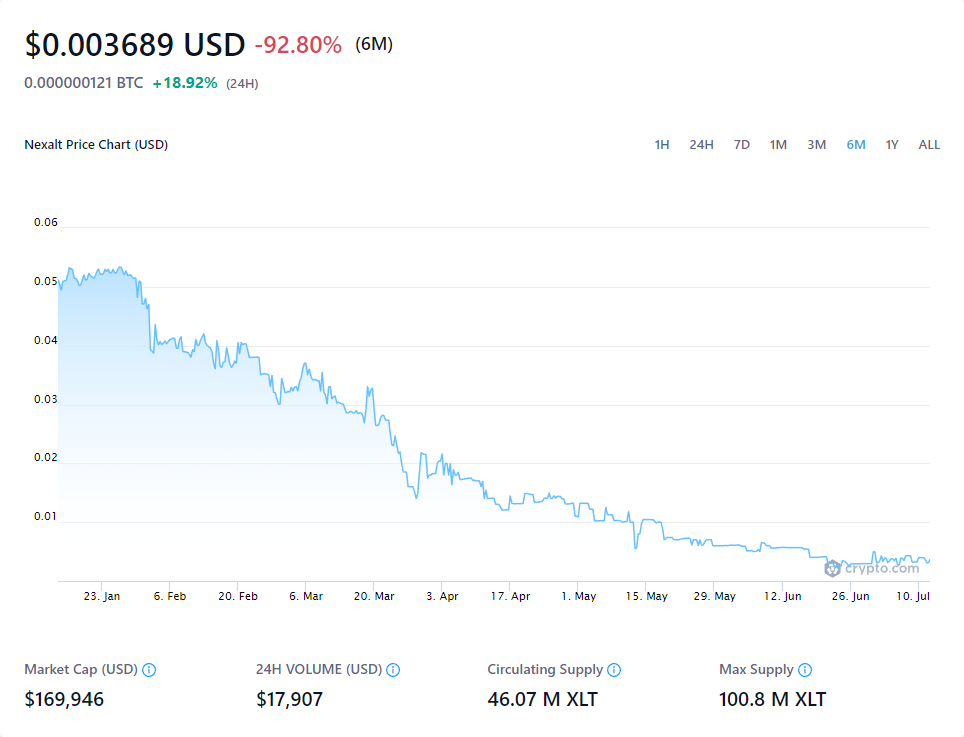 $0.003689 USD -92.80% (6M)
0.000000121 BTC +18.92% (24H)
Nexalt Price Chart (USD) 1H 24H 7D 1M 3M 6M 1Y ALL
0.06
0.05
0.04
0.03
0.02
0.01
crypto.com
23. Jan 6. Feb 20. Feb 6. Mar 20. Mar 3. Apr 17. Apr 1. May 15. May 29. May 12. Jun 26. Jun 10. Jul
Market Cap (USD) 24H VOLUME (USD) Circulating Supply Max Supply
$169,946 $17,907 46.07 M XLT 100.8 M XLT